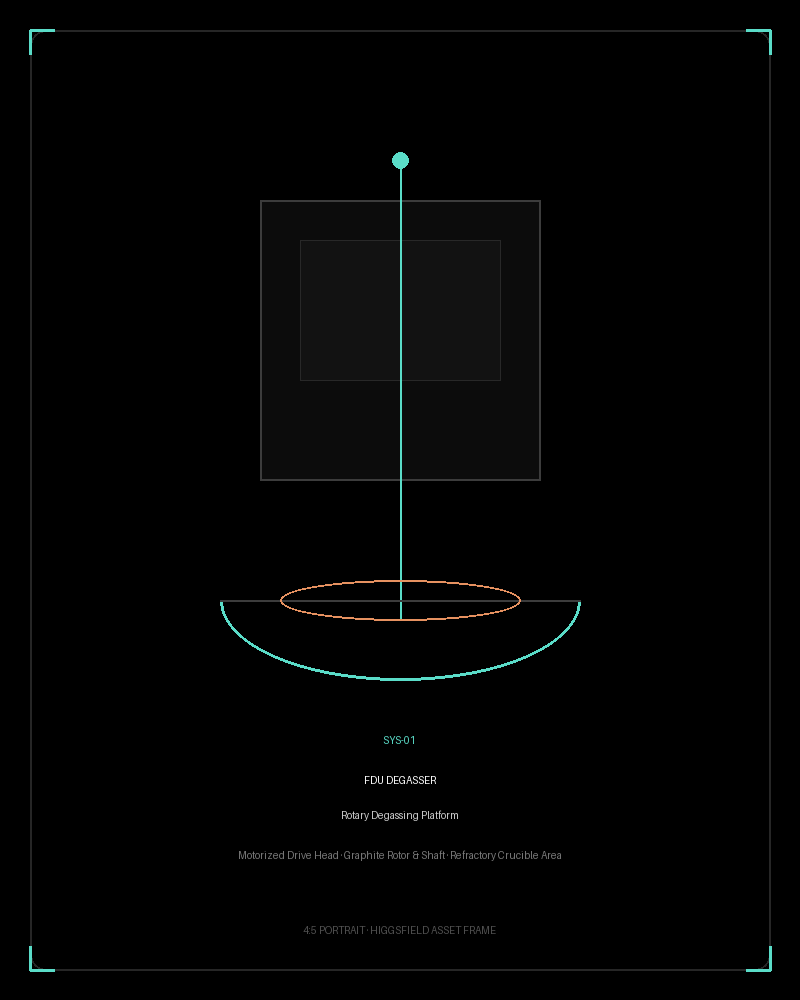 SYS-01
FDU DEGASSER
Rotary Degassing Platform
Motorized Drive Head · Graphite Rotor & Shaft · Refractory Crucible Area
4:5 PORTRAIT · HIGGSFIELD ASSET FRAME